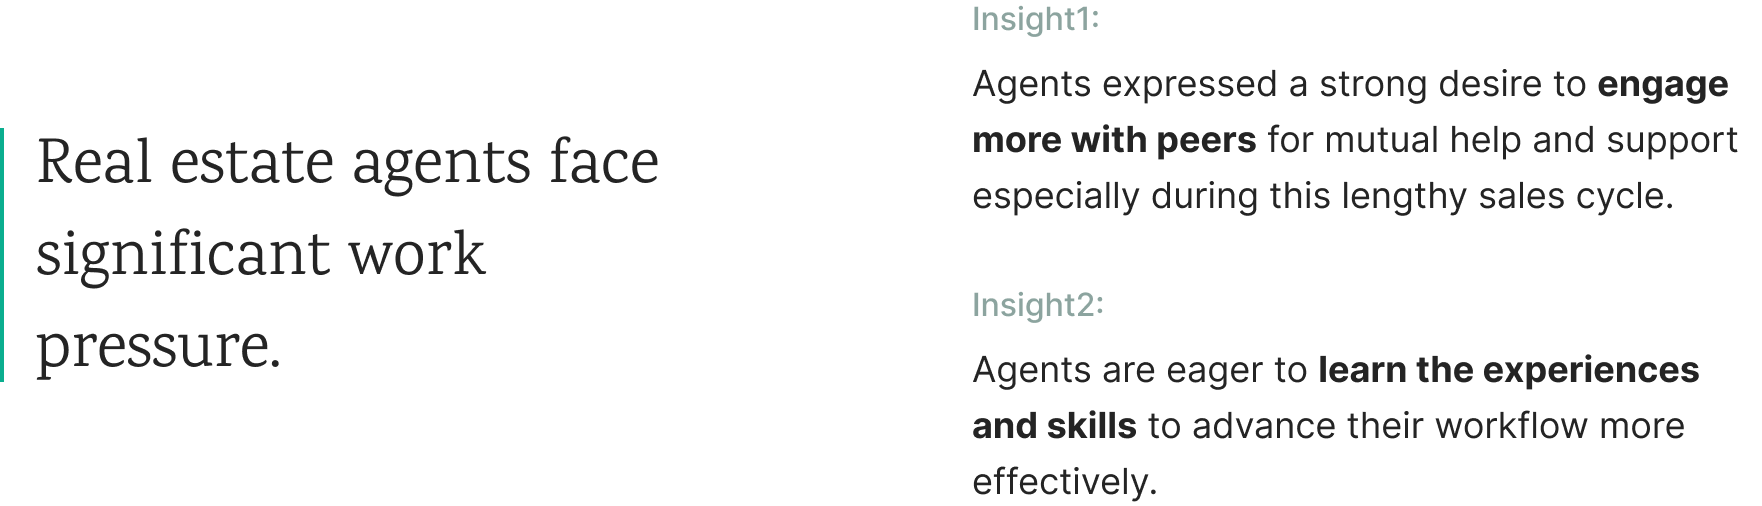 Real estate agents face
significant work
pressure.
Insight1:
Agents expressed a strong desire to engage
more with peers for mutual help and support
especially during this lengthy sales cycle.
Insight2:
Agents are eager to learn the experiences
and skills to advance their workflow more
effectively.